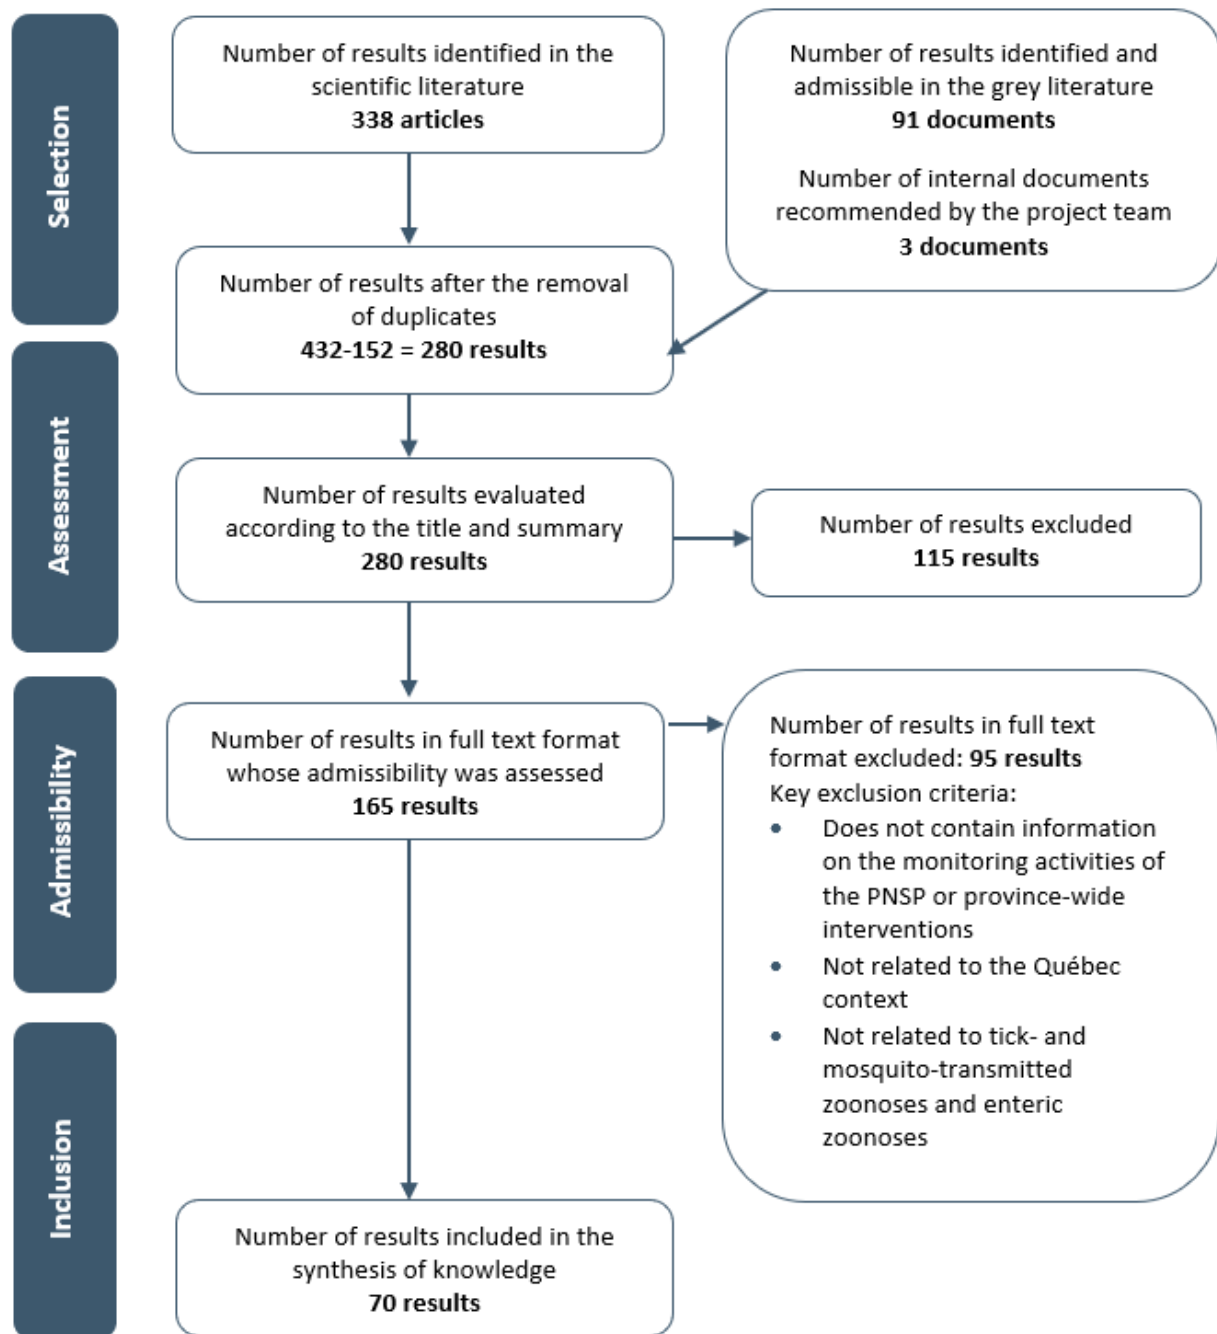 Selection
Number of results identified in the
scientific literature
338 articles
Number of results identified and
admissible in the grey literature
91 documents
Number of internal documents
recommended by the project team
3 documents
Number of results after the removal
of duplicates
432-152 = 280 results
Assessment
Number of results evaluated
according to the title and summary
280 results
Number of results excluded
115 results
Admissibility
Number of results in full text format
whose admissibility was assessed
165 results
Number of results in full text
format excluded: 95 results
Key exclusion criteria:
• Does not contain information
on the monitoring activities of
the PNSP or province-wide
interventions
• Not related to the Québec
context
• Not related to tick- and
mosquito-transmitted
zoonoses and enteric
zoonoses
Inclusion
Number of results included in the
synthesis of knowledge
70 results